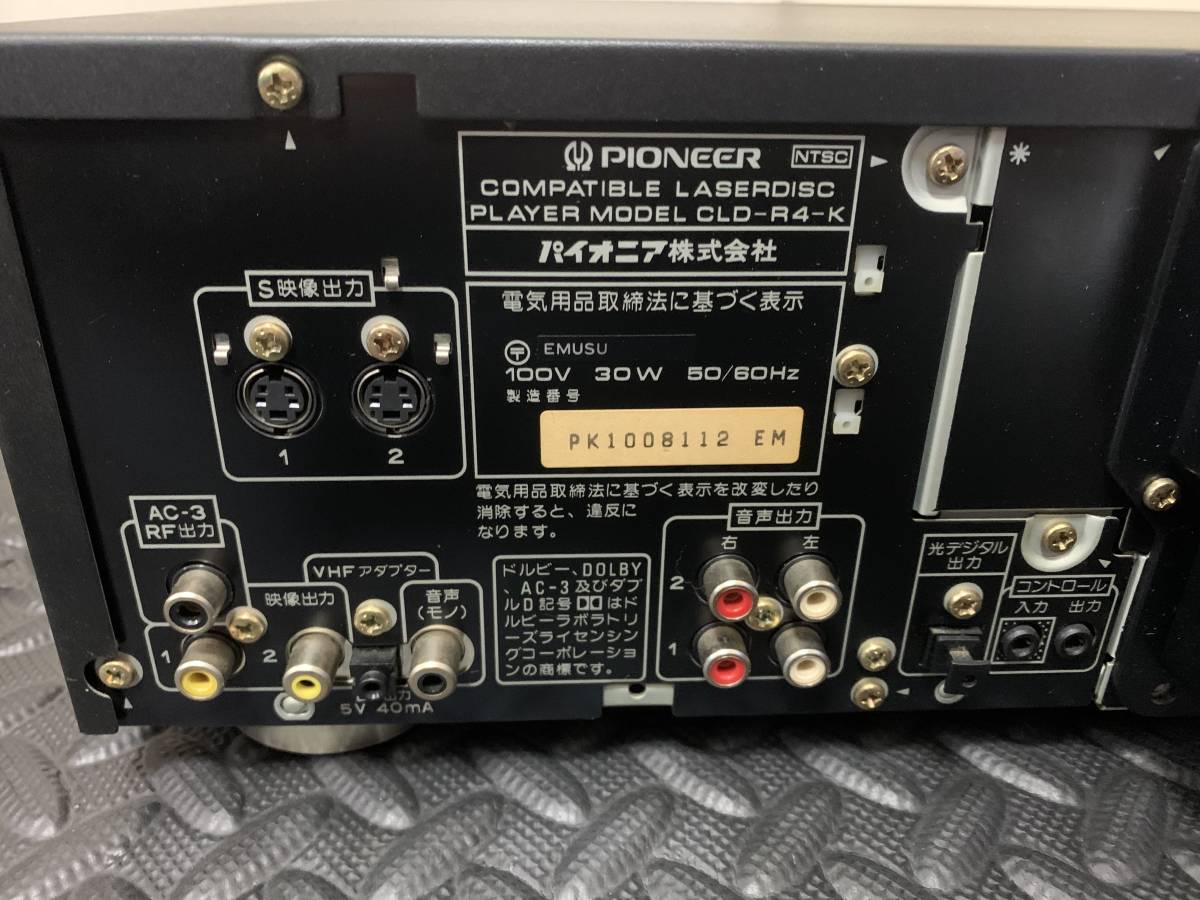 PIONEER NTSC
COMPATIBLE LASERDISC
PLAYER MODEL CLD-R4-K
パイオニア株式会社
電気用品取締法に基づく表示
〒 EMUSU
100V 30W 50/60Hz
製造番号
PK1008112 EM
電気用品取締法に基づく表示を改変したり
消除すると、違反に
なります。
S映像出力
1 2
AC-3
RF出力
VHFアダプター
映像出力
音声
(モノ)
1
2
出力
5V 40mA
ドルビー、DOLBY
、AC-3及びダブ
ルD記号はド
ルビーラボラトリ
ーズライセンシン
グコーポレーショ
ンの商標です。
音声出力
右 左
2
1
光デジタル
出力
コントロール
入力 出力